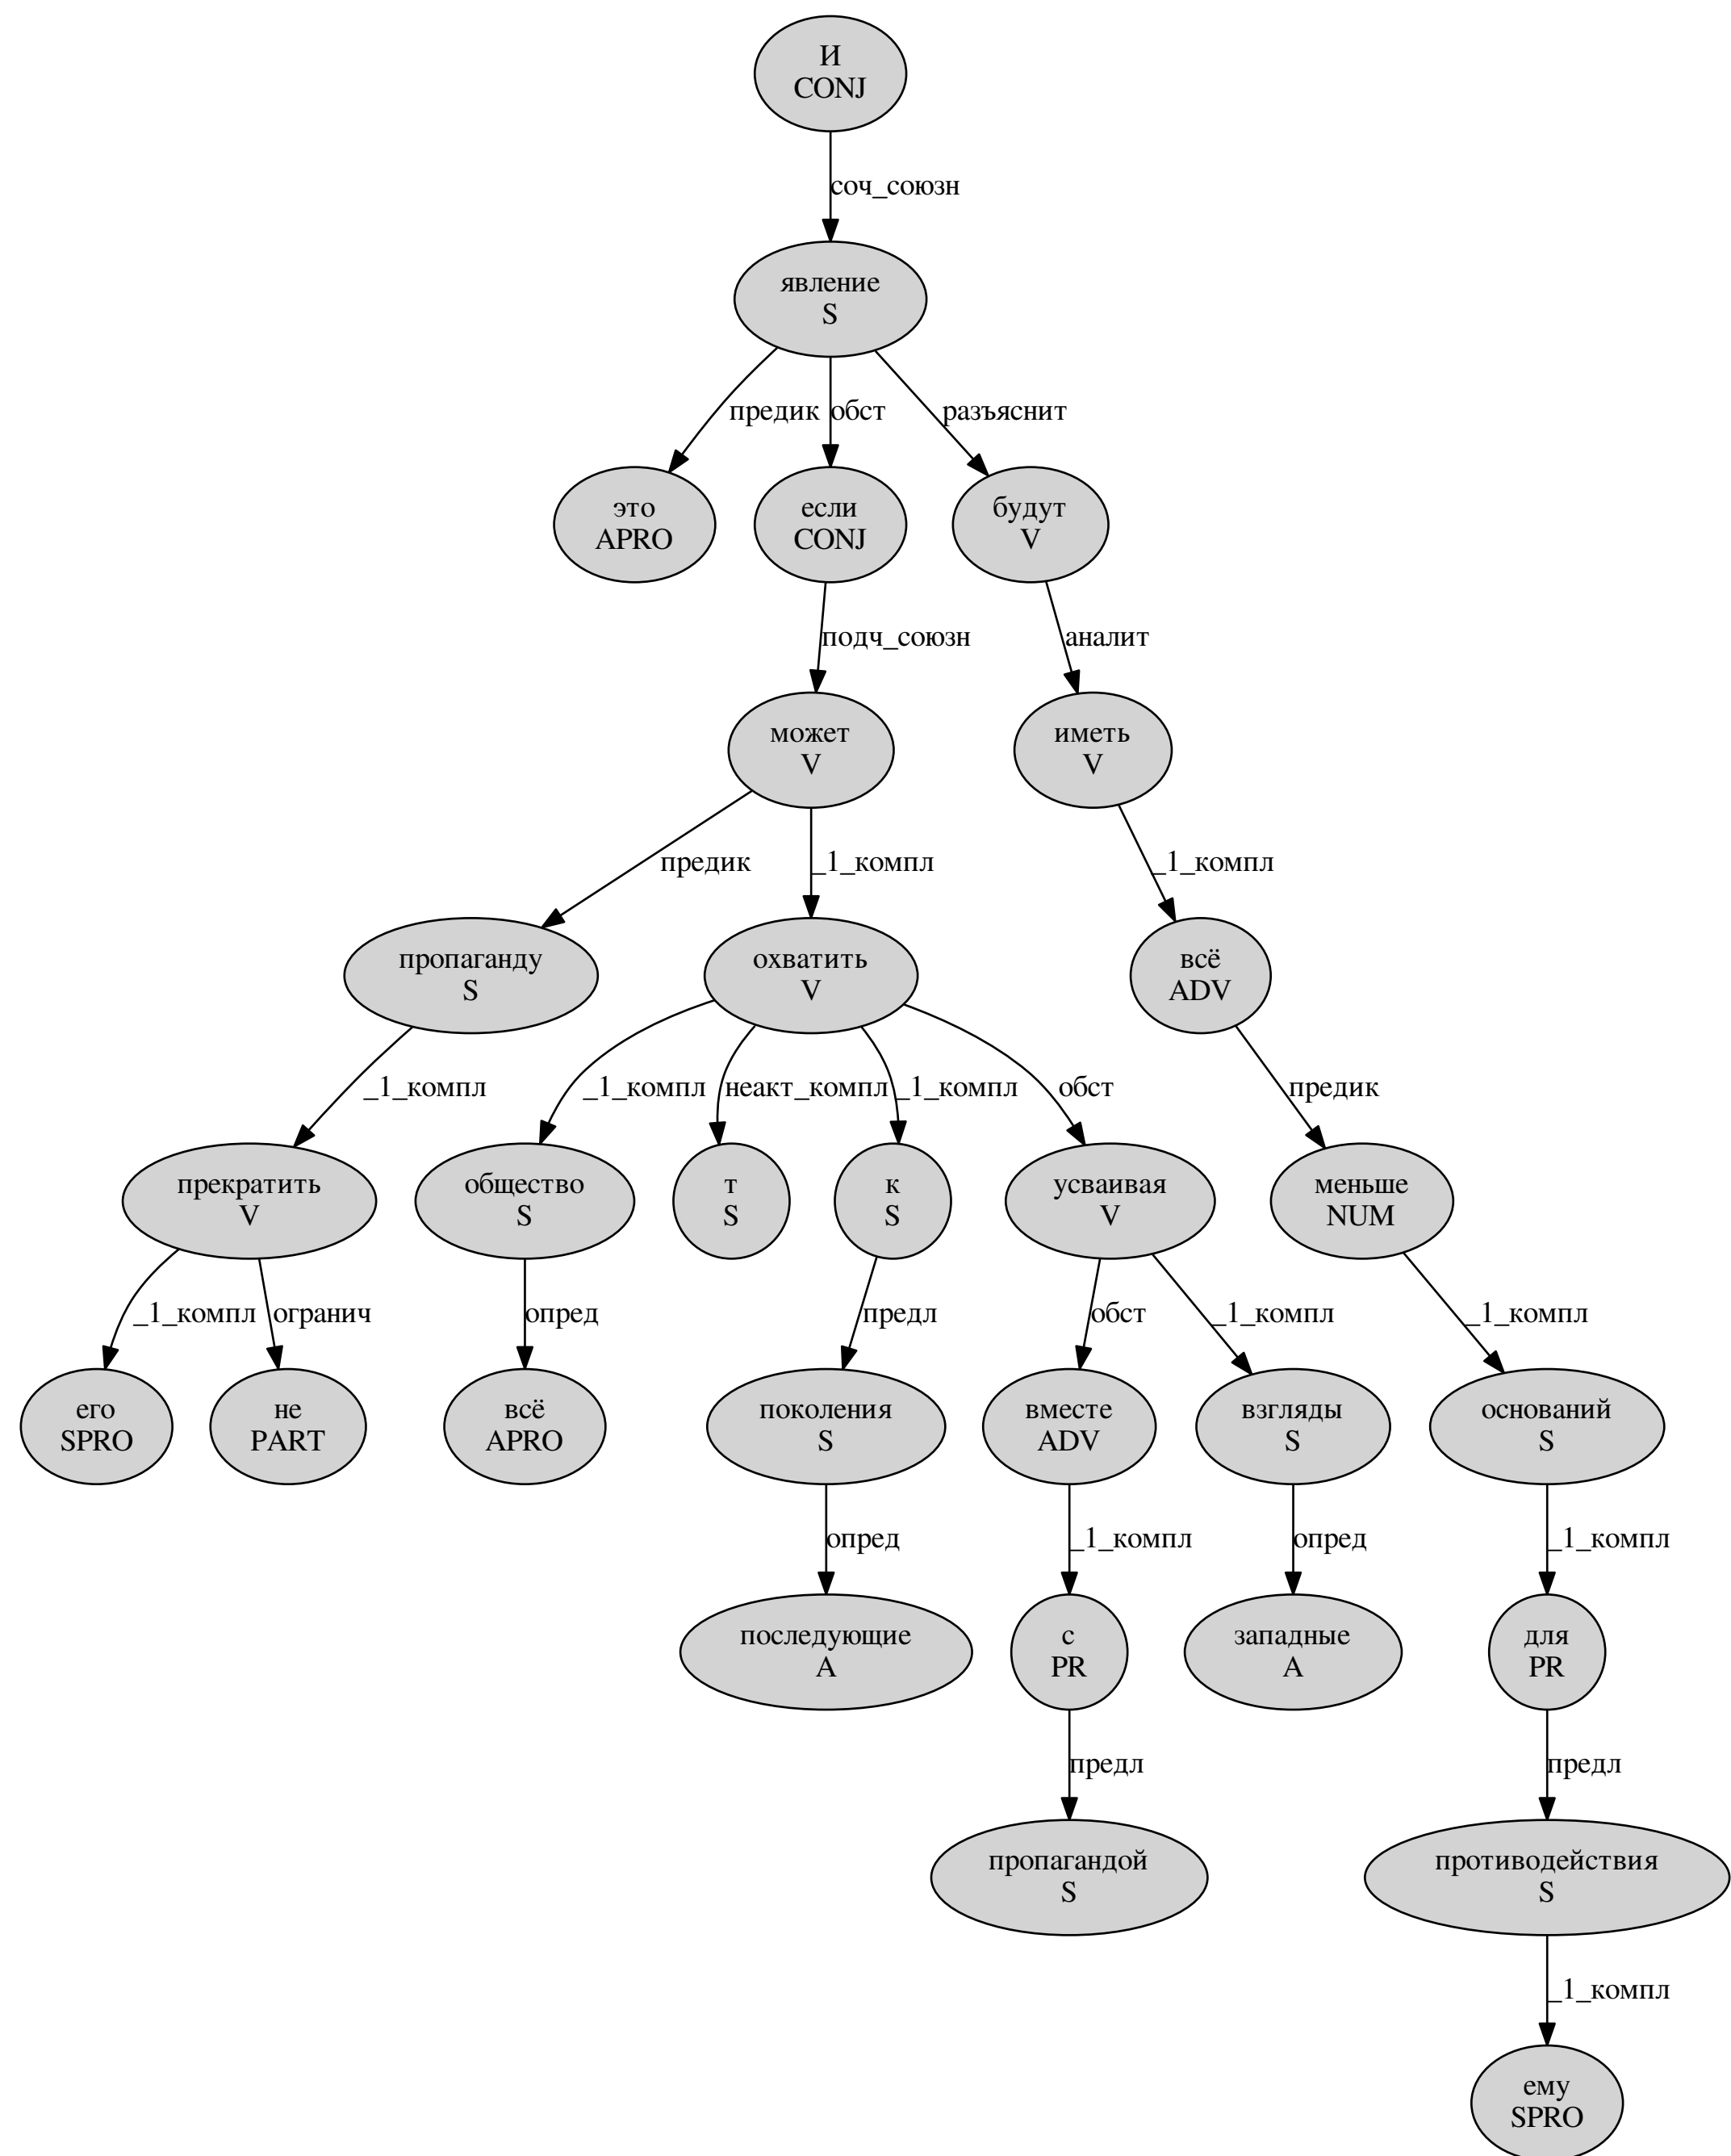 И
CONJ
соч_союзн
явление
S
предик
обст
разъяснит
это
APRO
если
CONJ
будут
V
подч_союзн
аналит
может
V
иметь
V
предик
_1_компл
_1_компл
пропаганду
S
охватить
V
всё
ADV
_1_компл
_1_компл
неакт_компл
_1_компл
обст
предик
прекратить
V
общество
S
т
S
к
S
усваивая
V
меньше
NUM
_1_компл
огранич
опред
предл
обст
_1_компл
_1_компл
его
SPRO
не
PART
всё
APRO
поколения
S
вместе
ADV
взгляды
S
оснований
S
опред
_1_компл
опред
_1_компл
последующие
A
с
PR
западные
A
для
PR
предл
предл
пропагандой
S
противодействия
S
_1_компл
ему
SPRO